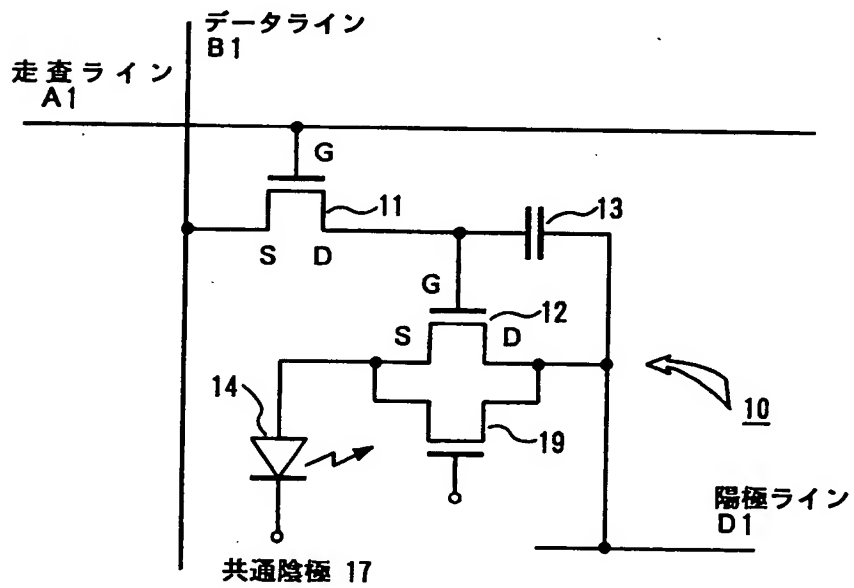 データライン
B1
走査ライン
A1
G
11
13
S D
G
12
S D
14
19
10
陽極ライン
D1
共通陰極 17